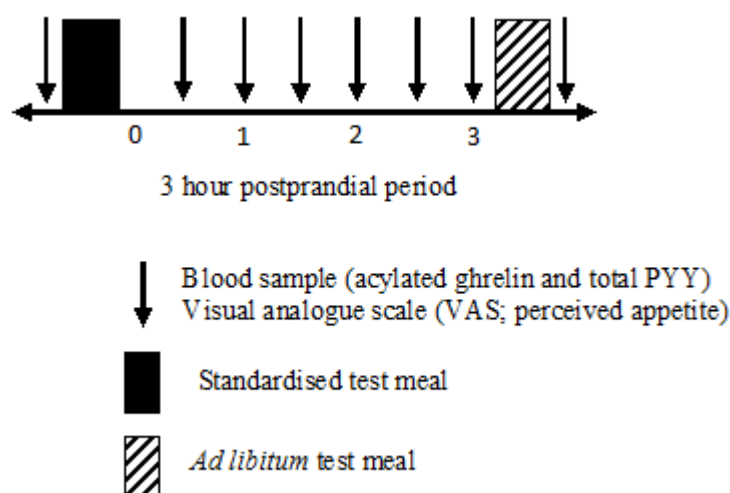 0 1 2 3
3 hour postprandial period
Blood sample (acylated ghrelin and total PYY)
Visual analogue scale (VAS; perceived appetite)
Standardised test meal
Ad libitum test meal